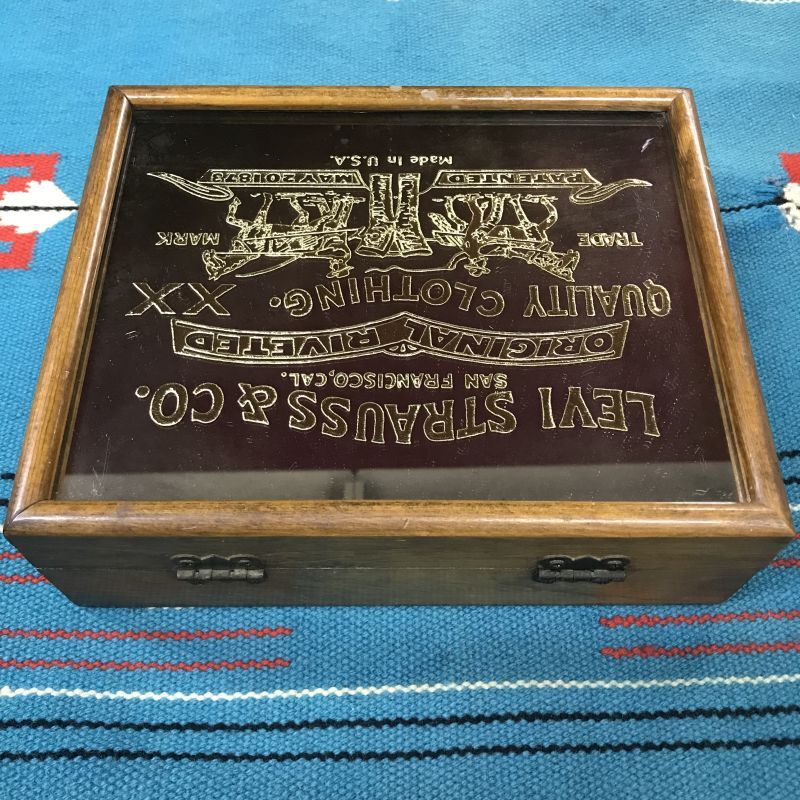 LEVI STRAUSS & CO.
SAN FRANCISCO, CAL.
ORIGINAL RIVETED
QUALITY CLOTHING. XX
TRADE MARK
PATENTED MAY 20 1873
Made in U.S.A.